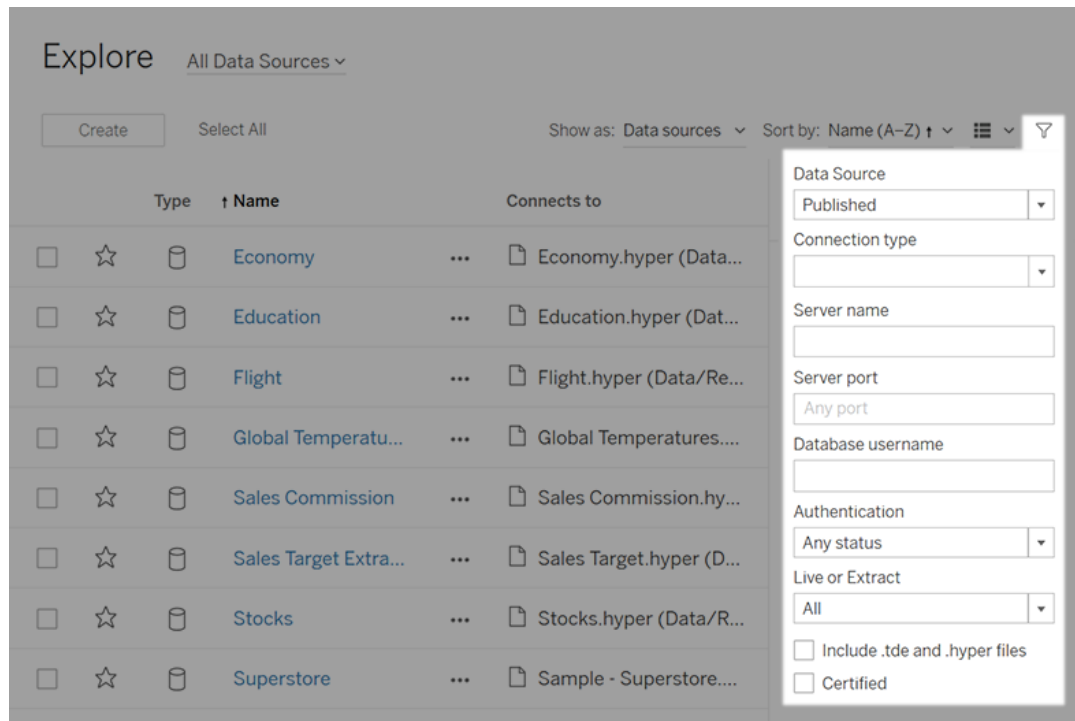 Explore All Data Sources
Create Select All Show as: Data sources Sort by: Name (A–Z) ↑
Type ↑ Name Connects to
Economy ••• Economy.hyper (Data...
Education ••• Education.hyper (Dat...
Flight ••• Flight.hyper (Data/Re...
Global Temperatu... ••• Global Temperatures....
Sales Commission ••• Sales Commission.hy...
Sales Target Extra... ••• Sales Target.hyper (D...
Stocks ••• Stocks.hyper (Data/R...
Superstore ••• Sample - Superstore....
Data Source
Published
Connection type
Server name
Server port
Any port
Database username
Authentication
Any status
Live or Extract
All
Include .tde and .hyper files
Certified